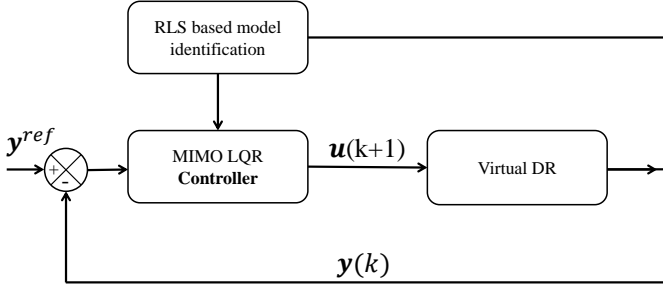 RLS based model
identification
y^{ref}
+
-
MIMO LQR
Controller
u(k+1)
Virtual DR
y(k)